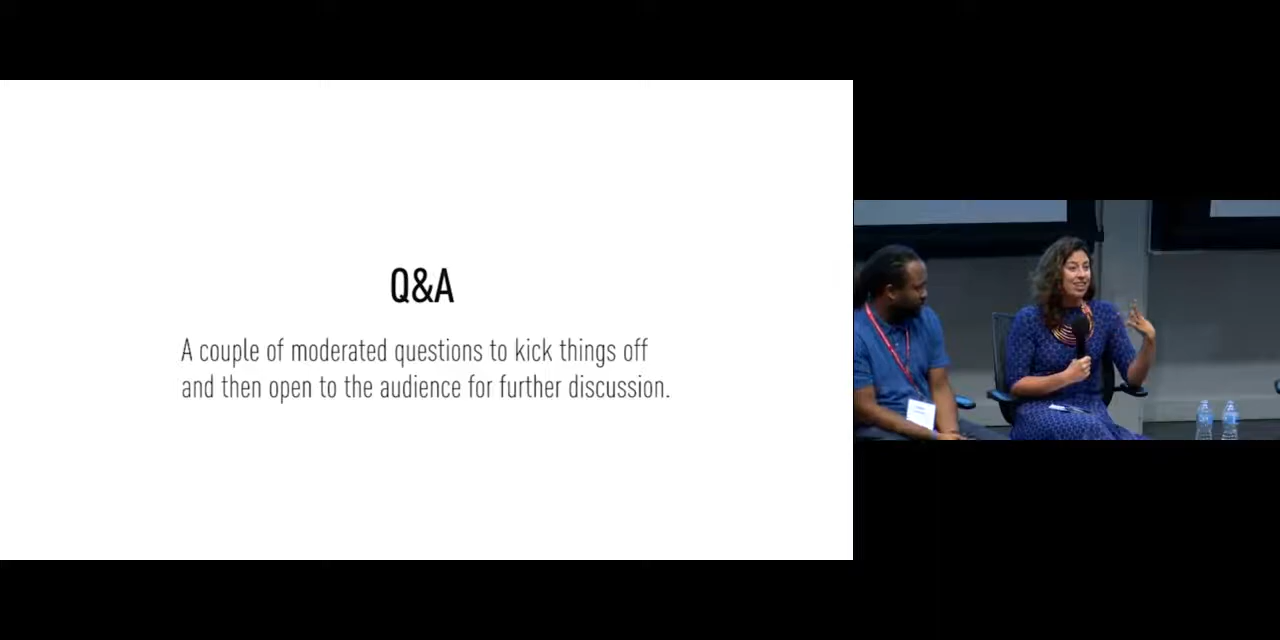 Q&A
A couple of moderated questions to kick things off
and then open to the audience for further discussion.